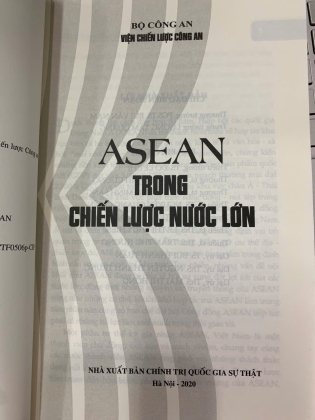 BỘ CÔNG AN
VIỆN CHIẾN LƯỢC CÔNG AN
ASEAN
TRONG
CHIẾN LƯỢC NƯỚC LỚN
NHÀ XUẤT BẢN CHÍNH TRỊ QUỐC GIA SỰ THẬT
Hà Nội - 2020